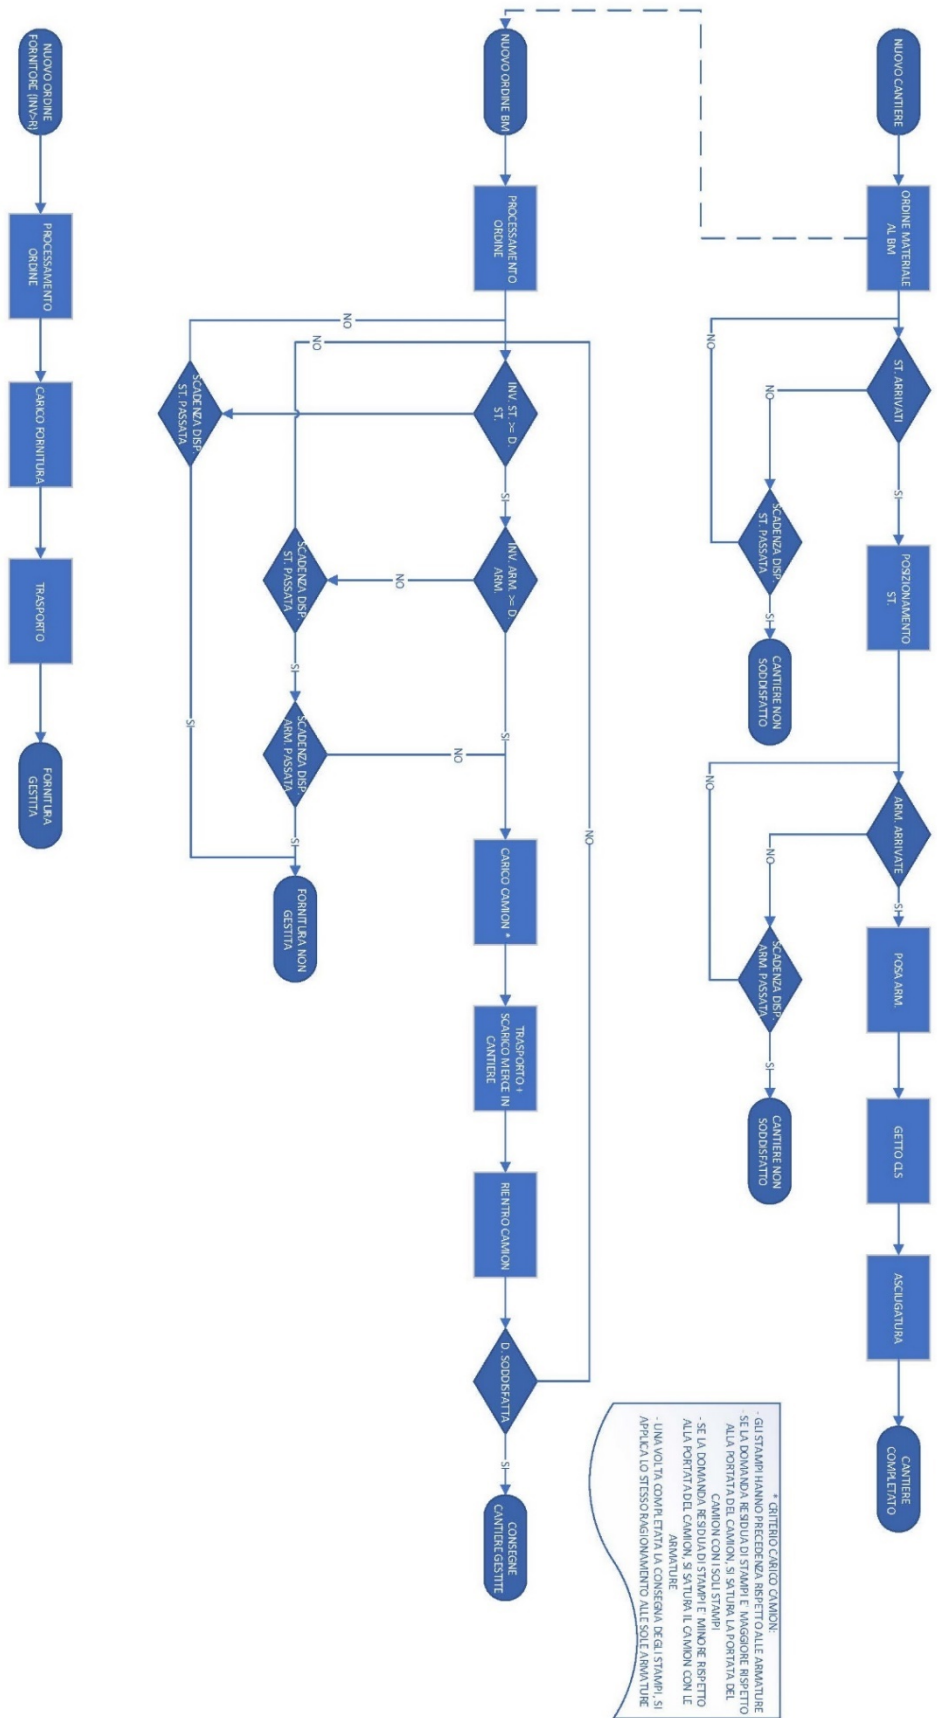 NUOVO CANTIERE
ORDINE MATERIALE
AL BM
ST. ARRIVATI
NO
SI
SCADENZA DISP.
ST. PASSATA
NO
SI
CANTIERE NON
SODDISFATTO
POSIZIONAMENTO
ST.
ARM. ARRIVATE
NO
SI
SCADENZA DISP.
ARM. PASSATA
NO
SI
CANTIERE NON
SODDISFATTO
POSA ARM.
GETTO CLS
ASCIUGATURA
CANTIERE
COMPLETATO
NUOVO ORDINE BM
PROCESSAMENTO
ORDINE
INV. ST. >= D.
ST.
SI
INV. ARM. >= D.
ARM.
SI
NO
SCADENZA DISP.
ST. PASSATA
NO
SI
SCADENZA DISP.
ST. PASSATA
NO
SI
SCADENZA DISP.
ARM. PASSATA
NO
SI
FORNITURA NON
GESTITA
CARICO CAMION *
TRASPORTO +
SCARICO MERCE IN
CANTIERE
RIENTRO CAMION
D. SODDISFATTA
NO
SI
CONSEGNE
CANTIERE GESTITE
* CRITERIO CARICO CAMION:
- GLI STAMPI HANNO PRECEDENZA RISPETTO ALLE ARMATURE
- SE LA DOMANDA RESIDUA DI STAMPI E' MAGGIORE RISPETTO
ALLA PORTATA DEL CAMION, SI SATURA LA PORTATA DEL
CAMION CON I SOLI STAMPI
- SE LA DOMANDA RESIDUA DI STAMPI E' MINORE RISPETTO
ALLA PORTATA DEL CAMION, SI SATURA IL CAMION CON LE
ARMATURE
- UNA VOLTA COMPLETATA LA CONSEGNA DEGLI STAMPI, SI
APPLICA LO STESSO RAGIONAMENTO ALLE SOLE ARMATURE
NUOVO ORDINE
FORNITORE (INV>R)
PROCESSAMENTO
ORDINE
CARICO FORNITURA
TRASPORTO
FORNITURA
GESTITA